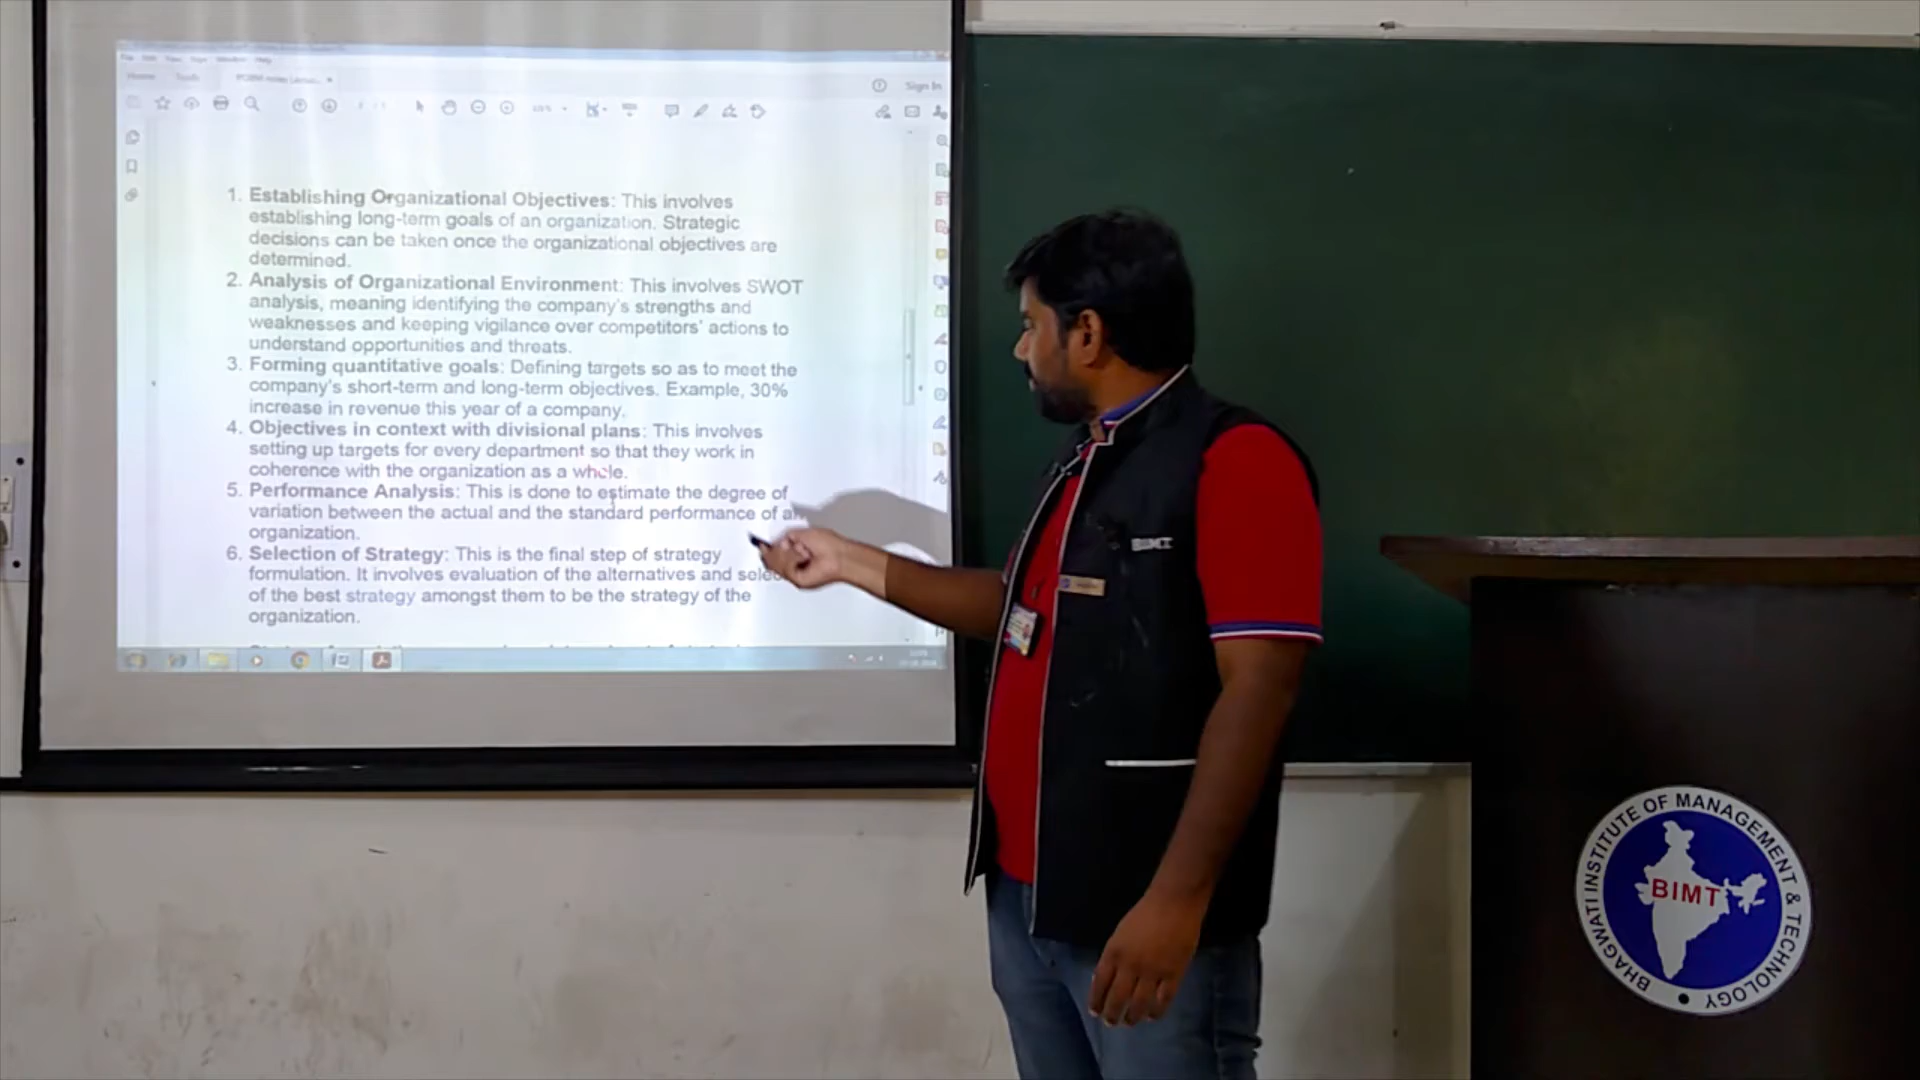 Sign In
1. Establishing Organizational Objectives: This involves
establishing long-term goals of an organization. Strategic
decisions can be taken once the organizational objectives are
determined.
2. Analysis of Organizational Environment: This involves SWOT
analysis, meaning identifying the company's strengths and
weaknesses and keeping vigilance over competitors' actions to
understand opportunities and threats.
3. Forming quantitative goals: Defining targets so as to meet the
company's short-term and long-term objectives. Example, 30%
increase in revenue this year of a company.
4. Objectives in context with divisional plans: This involves
setting up targets for every department so that they work in
coherence with the organization as a whole.
5. Performance Analysis: This is done to estimate the degree of
variation between the actual and the standard performance of an
organization.
6. Selection of Strategy: This is the final step of strategy
formulation. It involves evaluation of the alternatives and
of the best strategy amongst them to be the strategy of the
organization.
BIMT
BHAGWATI INSTITUTE OF MANAGEMENT & TECHNOLOGY
BIMT